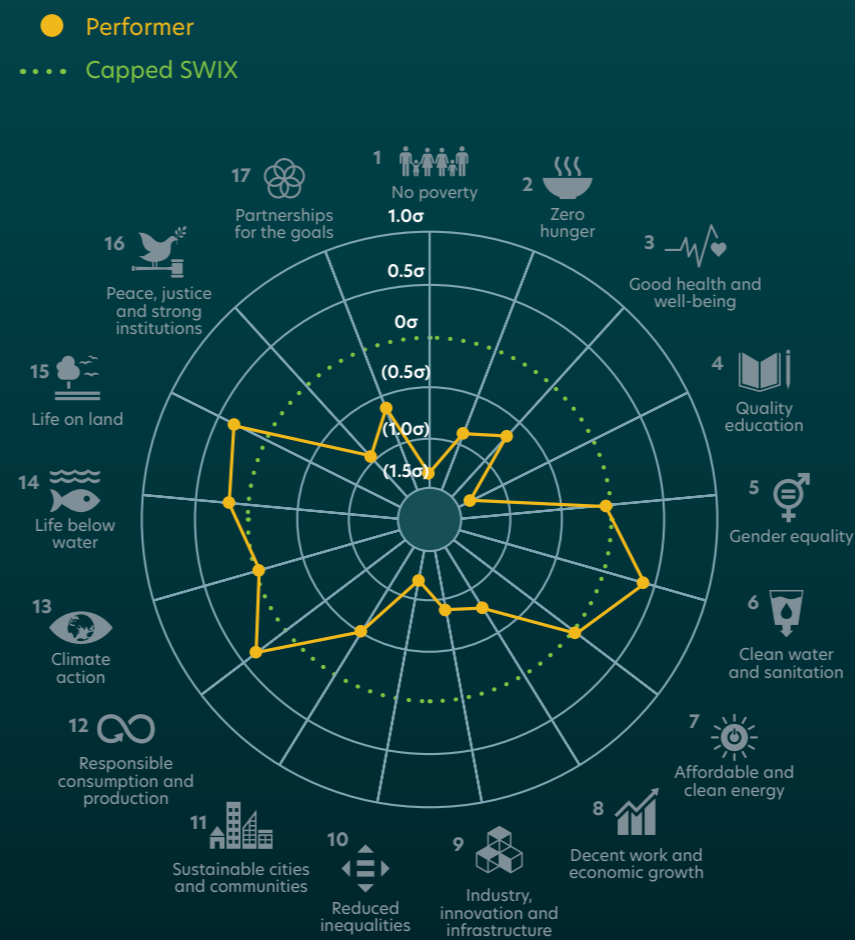 Performer
Capped SWIX
1
No poverty
2
Zero
hunger
3
Good health and
well-being
4
Quality
education
5
Gender equality
6
Clean water
and sanitation
7
Affordable and
clean energy
8
Decent work and
economic growth
9
Industry,
innovation and
infrastructure
10
Reduced
inequalities
11
Sustainable cities
and communities
12
Responsible
consumption and
production
13
Climate
action
14
Life below
water
15
Life on land
16
Peace, justice
and strong
institutions
17
Partnerships
for the goals
1.0σ
0.5σ
0σ
(0.5σ)
(1.0σ)
(1.5σ)